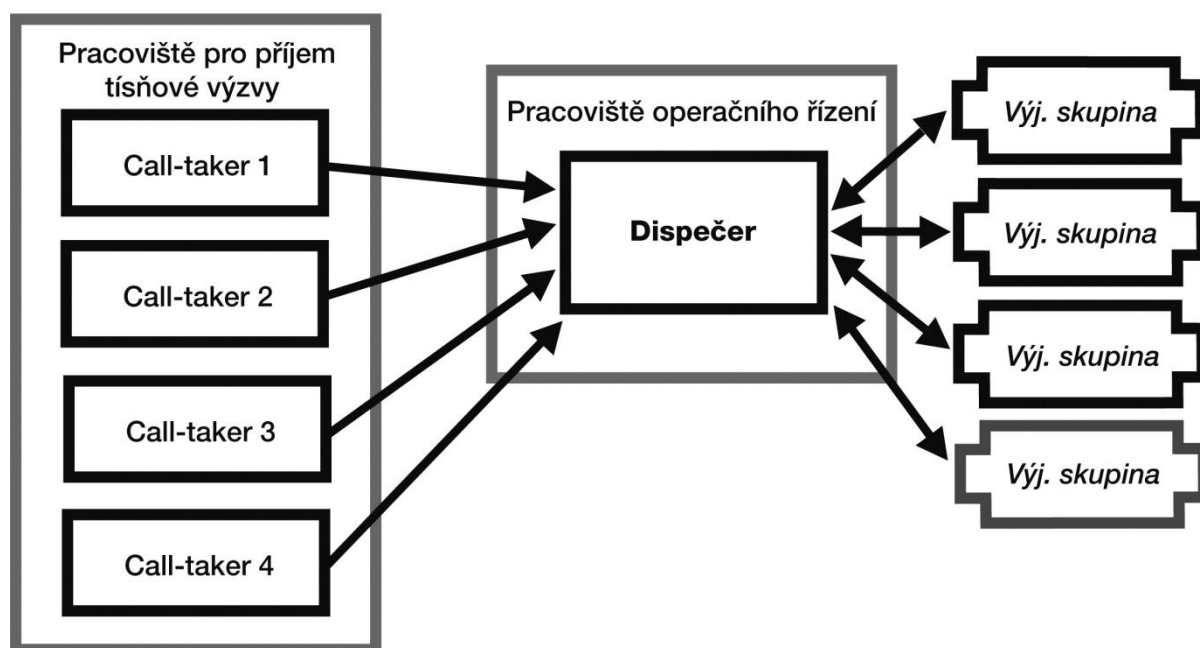 Pracoviště pro příjem
tísňové výzvy
Call-taker 1
Call-taker 2
Call-taker 3
Call-taker 4
Pracoviště operačního řízení
Dispečer
Výj. skupina
Výj. skupina
Výj. skupina
Výj. skupina